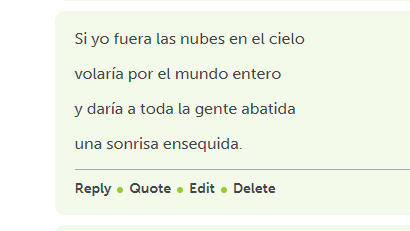 Si yo fuera las nubes en el cielo
volaría por el mundo entero
y daría a toda la gente abatida
una sonrisa ensequida.
Reply ● Quote ● Edit ● Delete